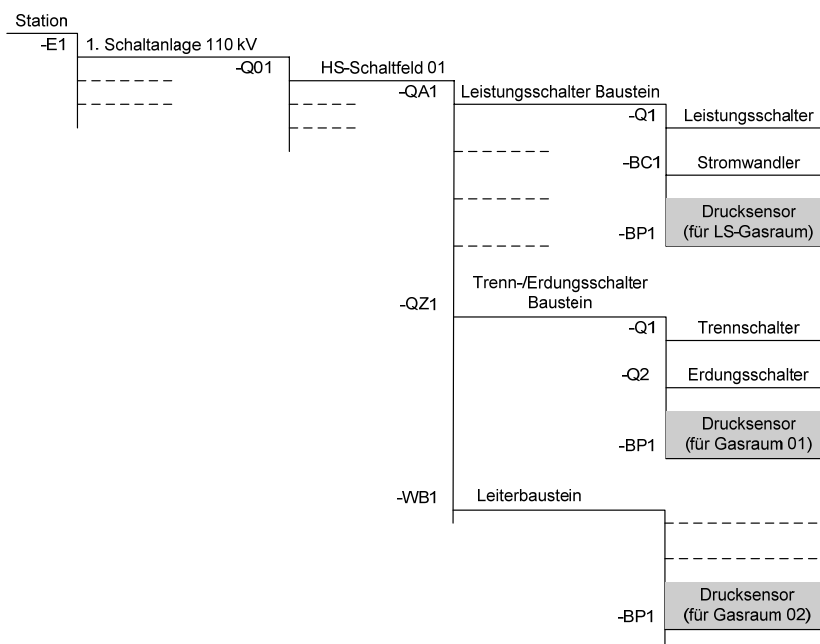 Station
-E1 1. Schaltanlage 110 kV
-Q01 HS-Schaltfeld 01
-QA1 Leistungsschalter Baustein
-Q1 Leistungsschalter
-BC1 Stromwandler
Drucksensor
-BP1 (für LS-Gasraum)
Trenn-/Erdungsschalter
-QZ1 Baustein
-Q1 Trennschalter
-Q2 Erdungsschalter
Drucksensor
-BP1 (für Gasraum 01)
-WB1 Leiterbaustein
Drucksensor
-BP1 (für Gasraum 02)